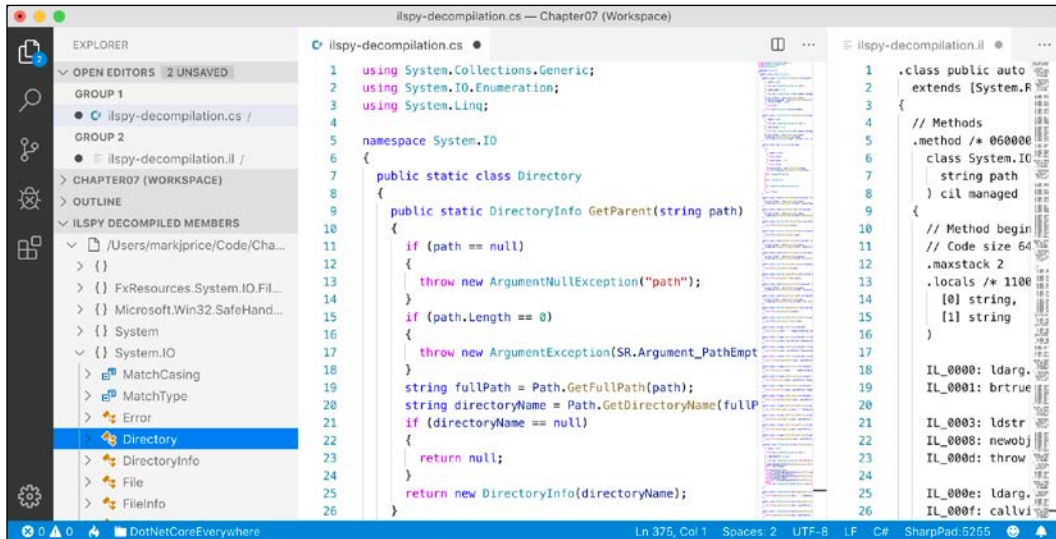 ilspy-decompilation.cs — Chapter07 (Workspace)
EXPLORER
OPEN EDITORS 2 UNSAVED
GROUP 1
ilspy-decompilation.cs /
GROUP 2
ilspy-decompilation.il /
CHAPTER07 (WORKSPACE)
OUTLINE
ILSPY DECOMPILED MEMBERS
/Users/markjprice/Code/Cha...
{}
{} FxResources.System.IO.Fil...
{} Microsoft.Win32.SafeHand...
{} System
{} System.IO
MatchCasing
MatchType
Error
Directory
DirectoryInfo
File
FileInfo
2
ilspy-decompilation.cs
1 using System.Collections.Generic;
2 using System.IO.Enumeration;
3 using System.Linq;
4
5 namespace System.IO
6 {
7 public static class Directory
8 {
9 public static DirectoryInfo GetParent(string path)
10 {
11 if (path == null)
12 {
13 throw new ArgumentNullException("path");
14 }
15 if (path.Length == 0)
16 {
17 throw new ArgumentException(SR.Argument_PathEmpt
18 }
19 string fullPath = Path.GetFullPath(path);
20 string directoryName = Path.GetDirectoryName(fullP
21 if (directoryName == null)
22 {
23 return null;
24 }
25 return new DirectoryInfo(directoryName);
26 }
ilspy-decompilation.il
1 .class public auto
2 extends [System.R
3 {
4 // Methods
5 .method /* 060000
6 class System.IO
7 string path
8 ) cil managed
9 {
10 // Method begin
11 // Code size 64
12 .maxstack 2
13 .locals /* 1100
14 [0] string,
15 [1] string
16 )
17
18 IL_0000: ldarg.
19 IL_0001: brtrue
20
21 IL_0003: ldstr
22 IL_0008: newobj
23 IL_000d: throw
24
25 IL_000e: ldarg.
26 IL_000f: callvi
0 0 DotNetCoreEverywhere Ln 375, Col 1 Spaces: 2 UTF-8 LF C# SharpPad:5255